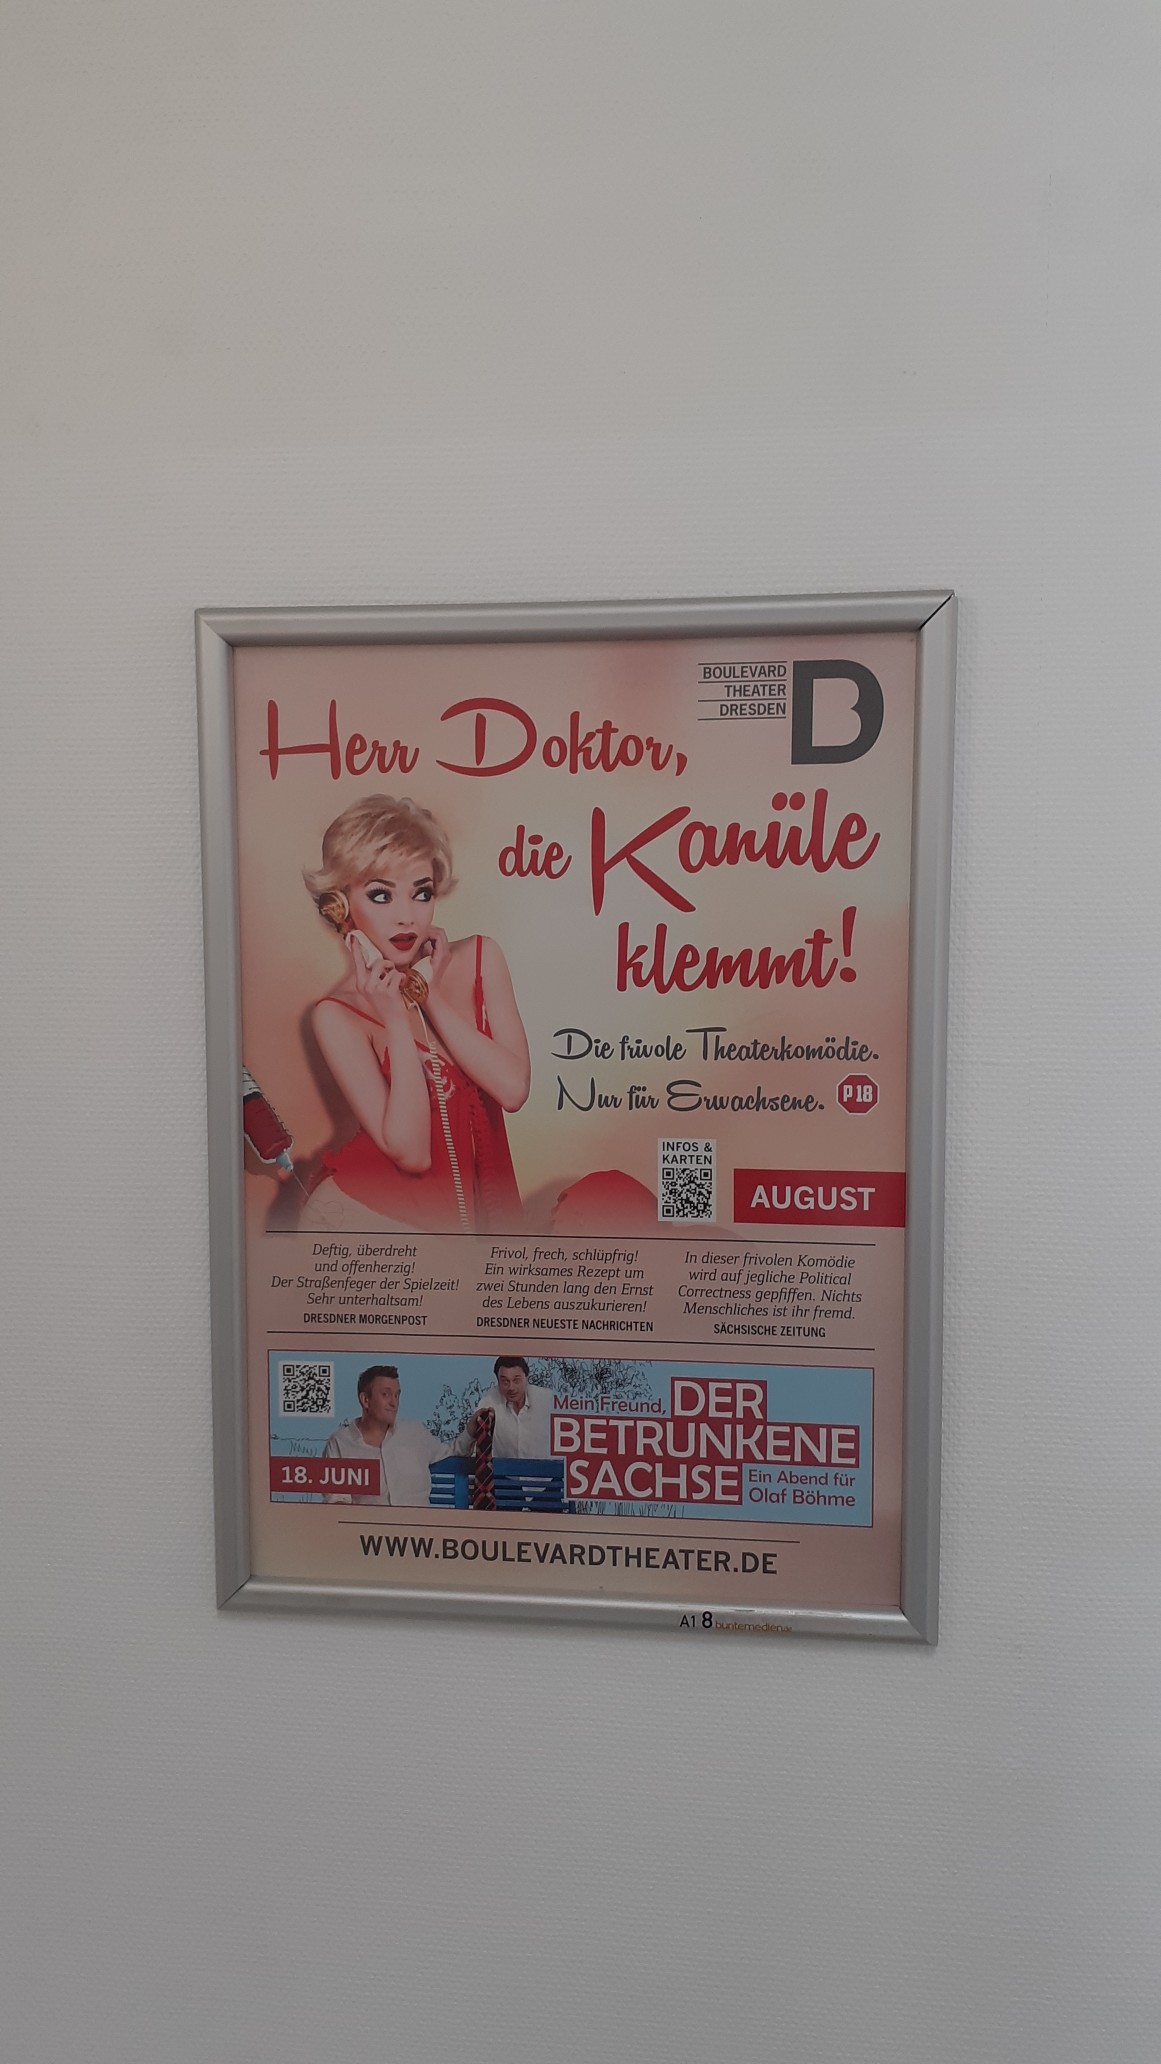 BOULEVARD
THEATER
DRESDEN
Herr Doktor,
die Kanüle
klemmt!
Die frivole Theaterkomödie.
Nur für Erwachsene. P18
INFOS &
KARTEN
AUGUST
Deftig, überdreht
und offenherzig!
Der Straßenfeger der Spielzeit!
Sehr unterhaltsam!
DRESDNER MORGENPOST
Frivol, frech, schlüpfrig!
Ein wirksames Rezept um
zwei Stunden lang den Ernst
des Lebens auszukurieren!
DRESDNER NEUESTE NACHRICHTEN
In dieser frivolen Komödie
wird auf jegliche Political
Correctness gepfiffen. Nichts
Menschliches ist ihr fremd.
SÄCHSISCHE ZEITUNG
18. JUNI
Mein Freund, DER
BETRUNKENE
SACHSE
Ein Abend für
Olaf Böhme
WWW.BOULEVARDTHEATER.DE
A1 8 buntemedien.de